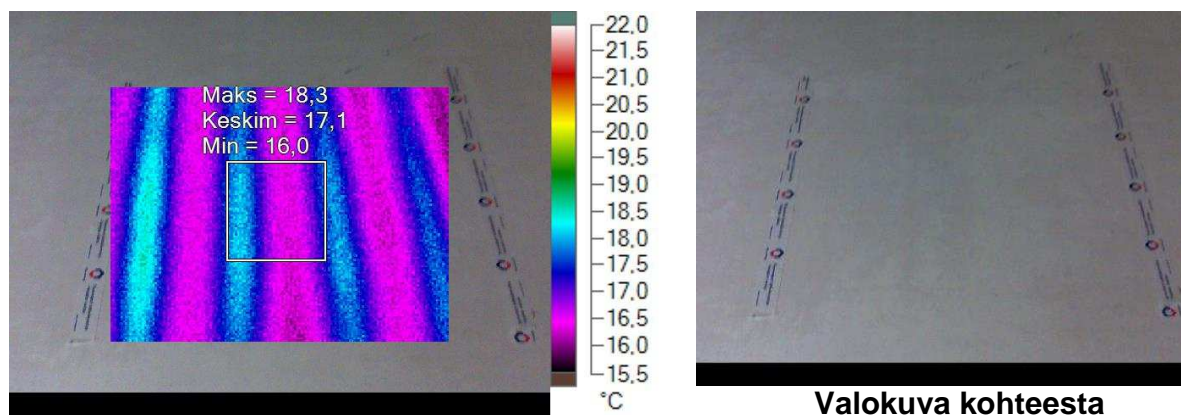 Maks = 18,3
Keskim = 17,1
Min = 16,0
22,0
21,5
21,0
20,5
20,0
19,5
19,0
18,5
18,0
17,5
17,0
16,5
16,0
15,5
°C
Valokuva kohteesta